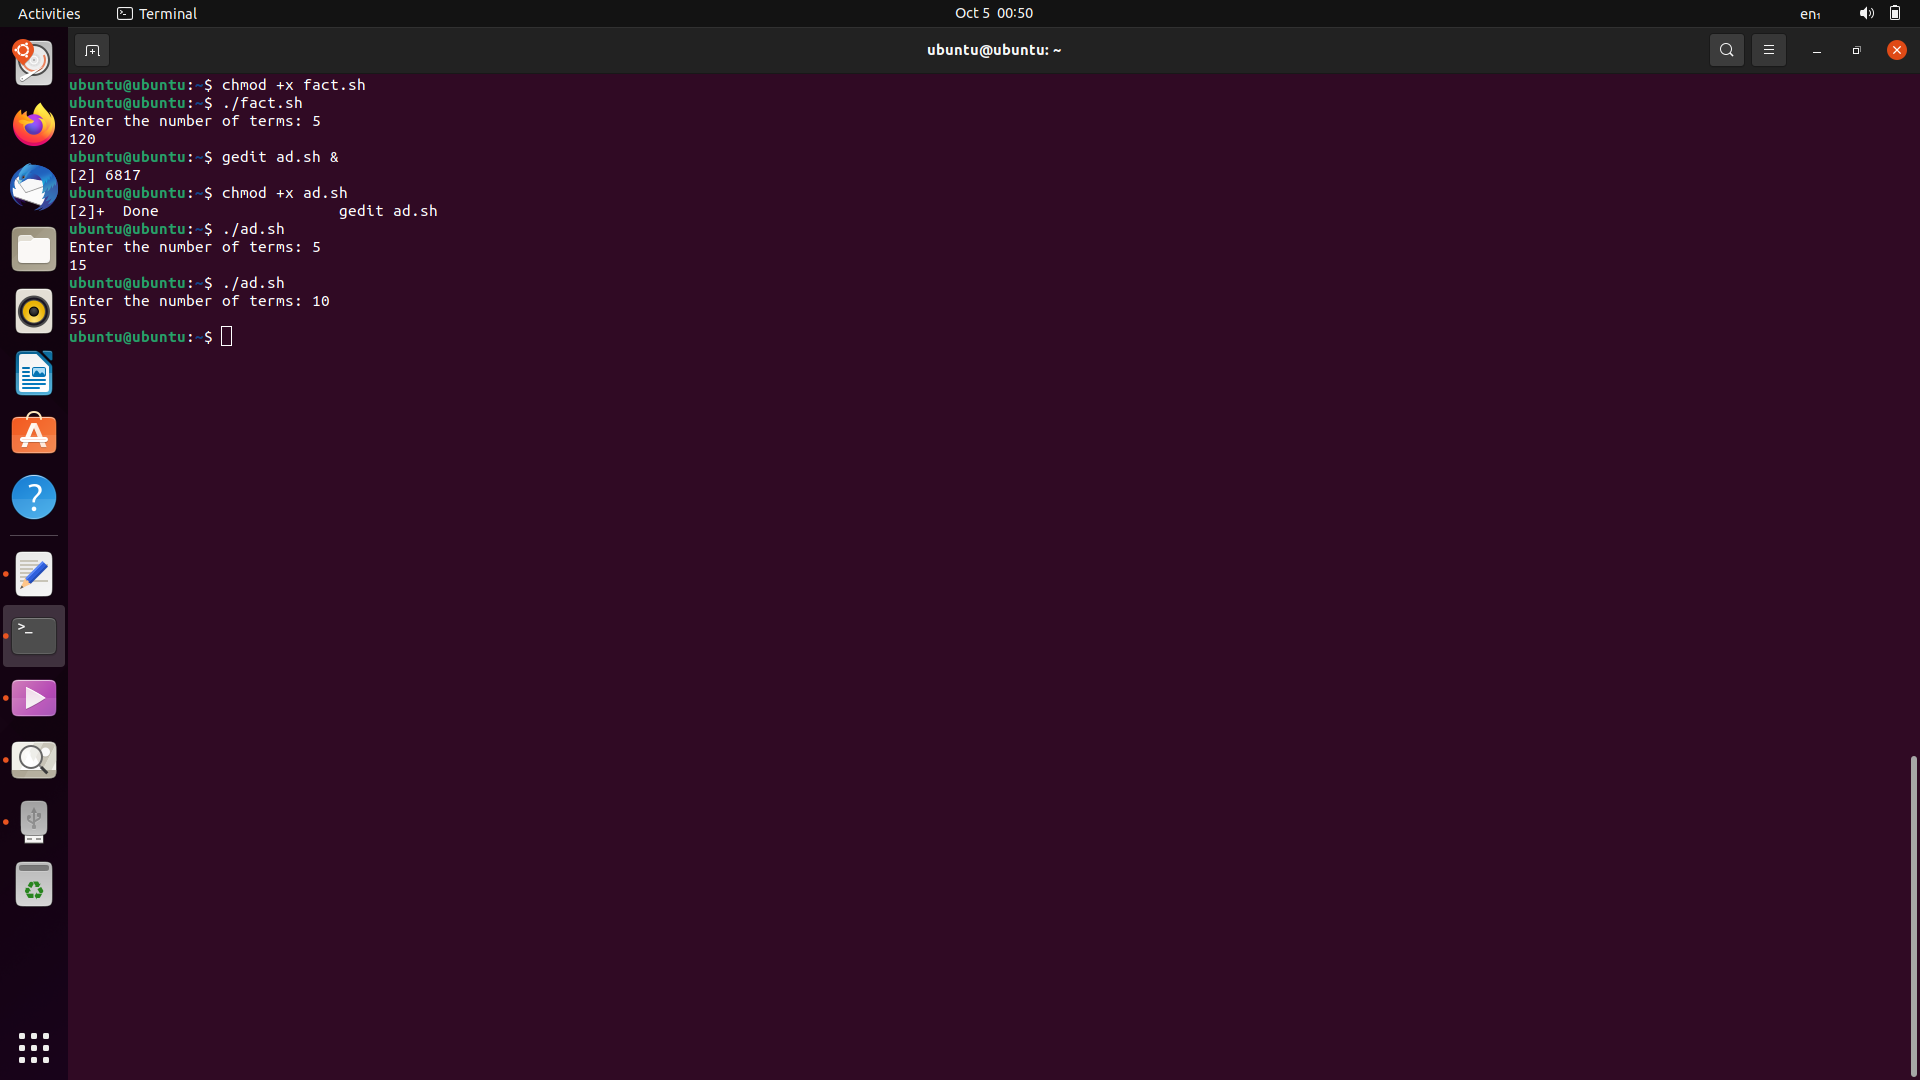 Activities
Terminal
Oct 5 00:50
en₁
ubuntu@ubuntu: ~
ubuntu@ubuntu:~$ chmod +x fact.sh
ubuntu@ubuntu:~$ ./fact.sh
Enter the number of terms: 5
120
ubuntu@ubuntu:~$ gedit ad.sh &
[2] 6817
ubuntu@ubuntu:~$ chmod +x ad.sh
[2]+  Done                    gedit ad.sh
ubuntu@ubuntu:~$ ./ad.sh
Enter the number of terms: 5
15
ubuntu@ubuntu:~$ ./ad.sh
Enter the number of terms: 10
55
ubuntu@ubuntu:~$